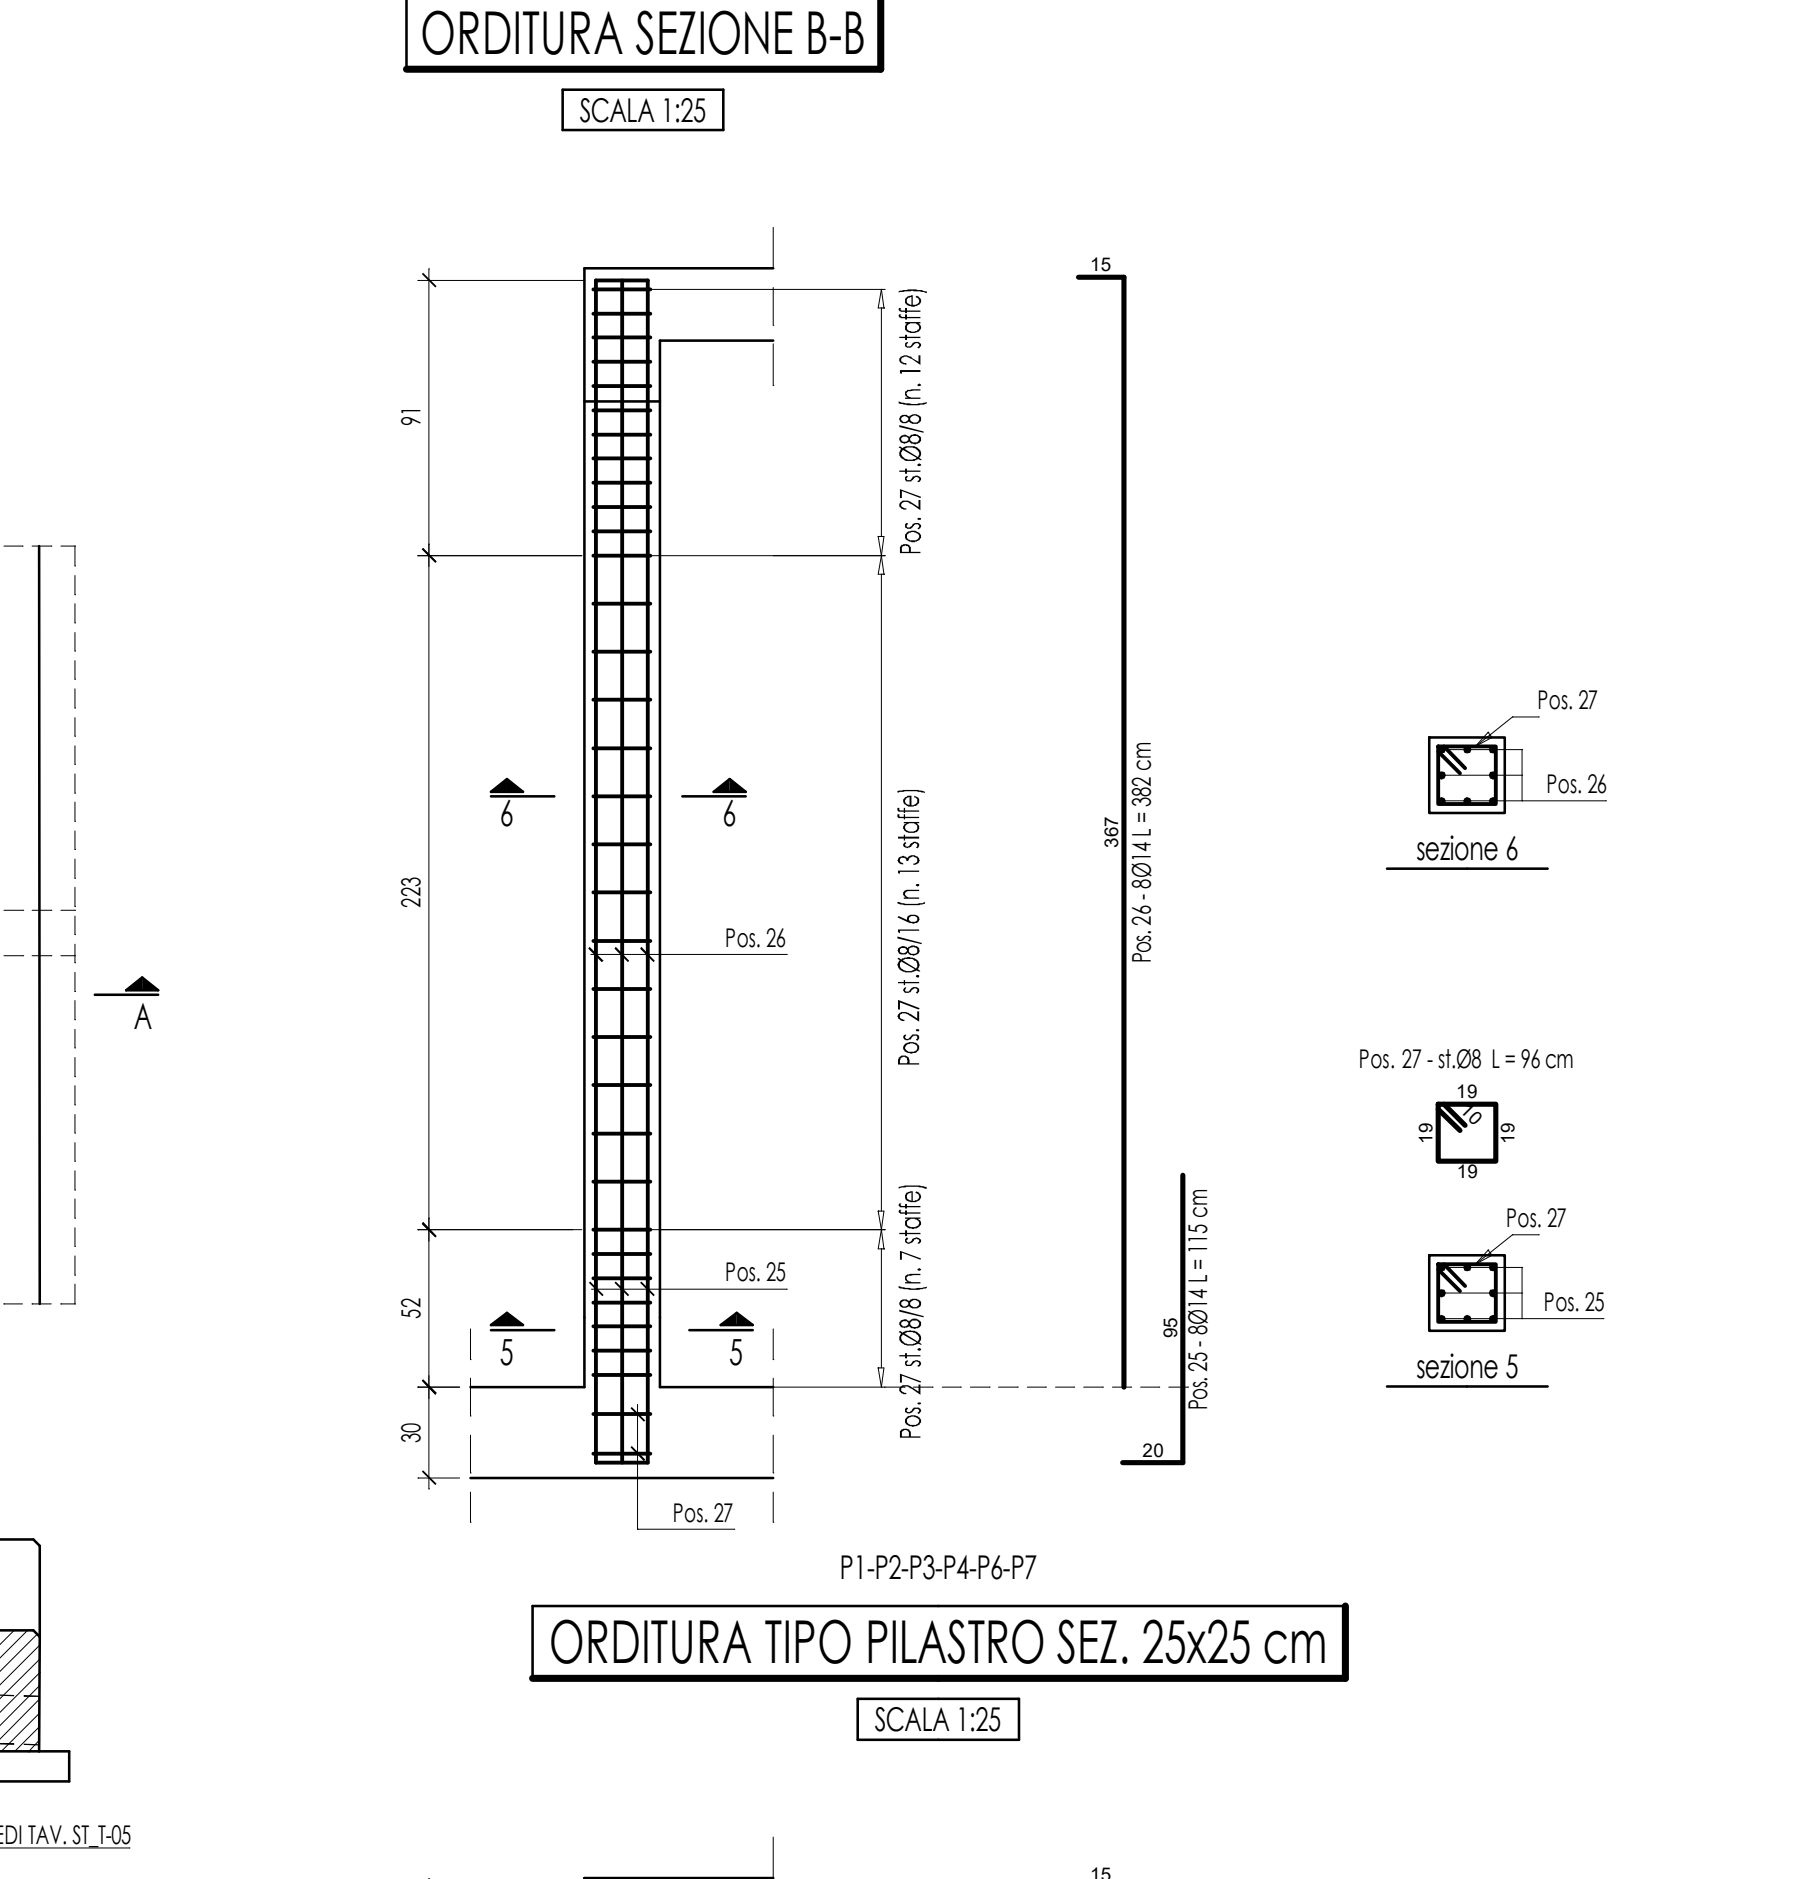 ORDITURA SEZIONE B-B
SCALA 1:25
15
91
Pos. 27 st.Ø8/8 (n. 12 staffe)
223
Pos. 27 st.Ø8/16 (n. 13 staffe)
6
6
Pos. 26
367
Pos. 26 - 8Ø14 L = 382 cm
Pos. 27
Pos. 26
sezione 6
A
Pos. 27 - st.Ø8 L = 96 cm
19
10
19
19
19
52
Pos. 27 st.Ø8/8 (n. 7 staffe)
Pos. 25
5
5
30
95
Pos. 25 - 8Ø14 L = 115 cm
20
Pos. 27
Pos. 25
sezione 5
Pos. 27
P1-P2-P3-P4-P6-P7
ORDITURA TIPO PILASTRO SEZ. 25x25 cm
SCALA 1:25
EDI TAV. ST_T-05
15